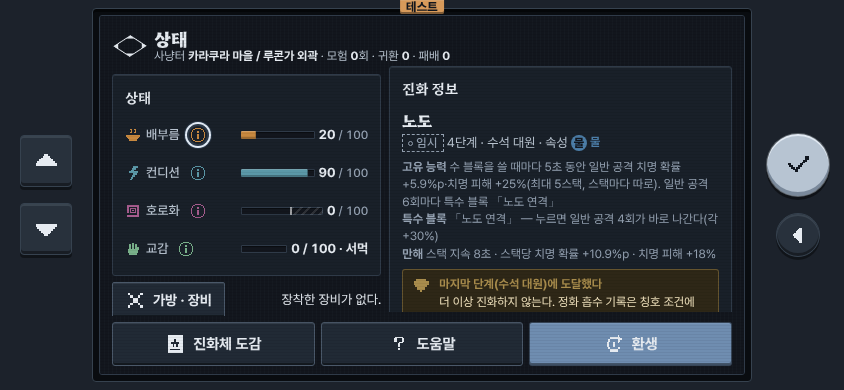 테스트
상태
사냥터 카라쿠라 마을 / 루콘가 외곽 · 모험 0회 · 귀환 0 · 패배 0
상태
배부름 20 / 100
컨디션 90 / 100
호로화 0 / 100
교감 0 / 100 · 서먹
가방 · 장비 장착한 장비가 없다.
진화 정보
노도
임시 4단계 · 수석 대원 · 속성 물 물
고유 능력 수 블록을 쓸 때마다 5초 동안 일반 공격 치명 확률
+5.9%p·치명 피해 +25%(최대 5스택, 스택마다 따로). 일반 공격
6회마다 특수 블록 「노도 연격」
특수 블록 「노도 연격」 — 누르면 일반 공격 4회가 바로 나간다(각
+30%)
만해 스택 지속 8초 · 스택당 치명 확률 +10.9%p · 치명 피해 +18%
마지막 단계(수석 대원)에 도달했다
더 이상 진화하지 않는다. 정화 흡수 기록은 칭호 조건에
진화체 도감
? 도움말
환생